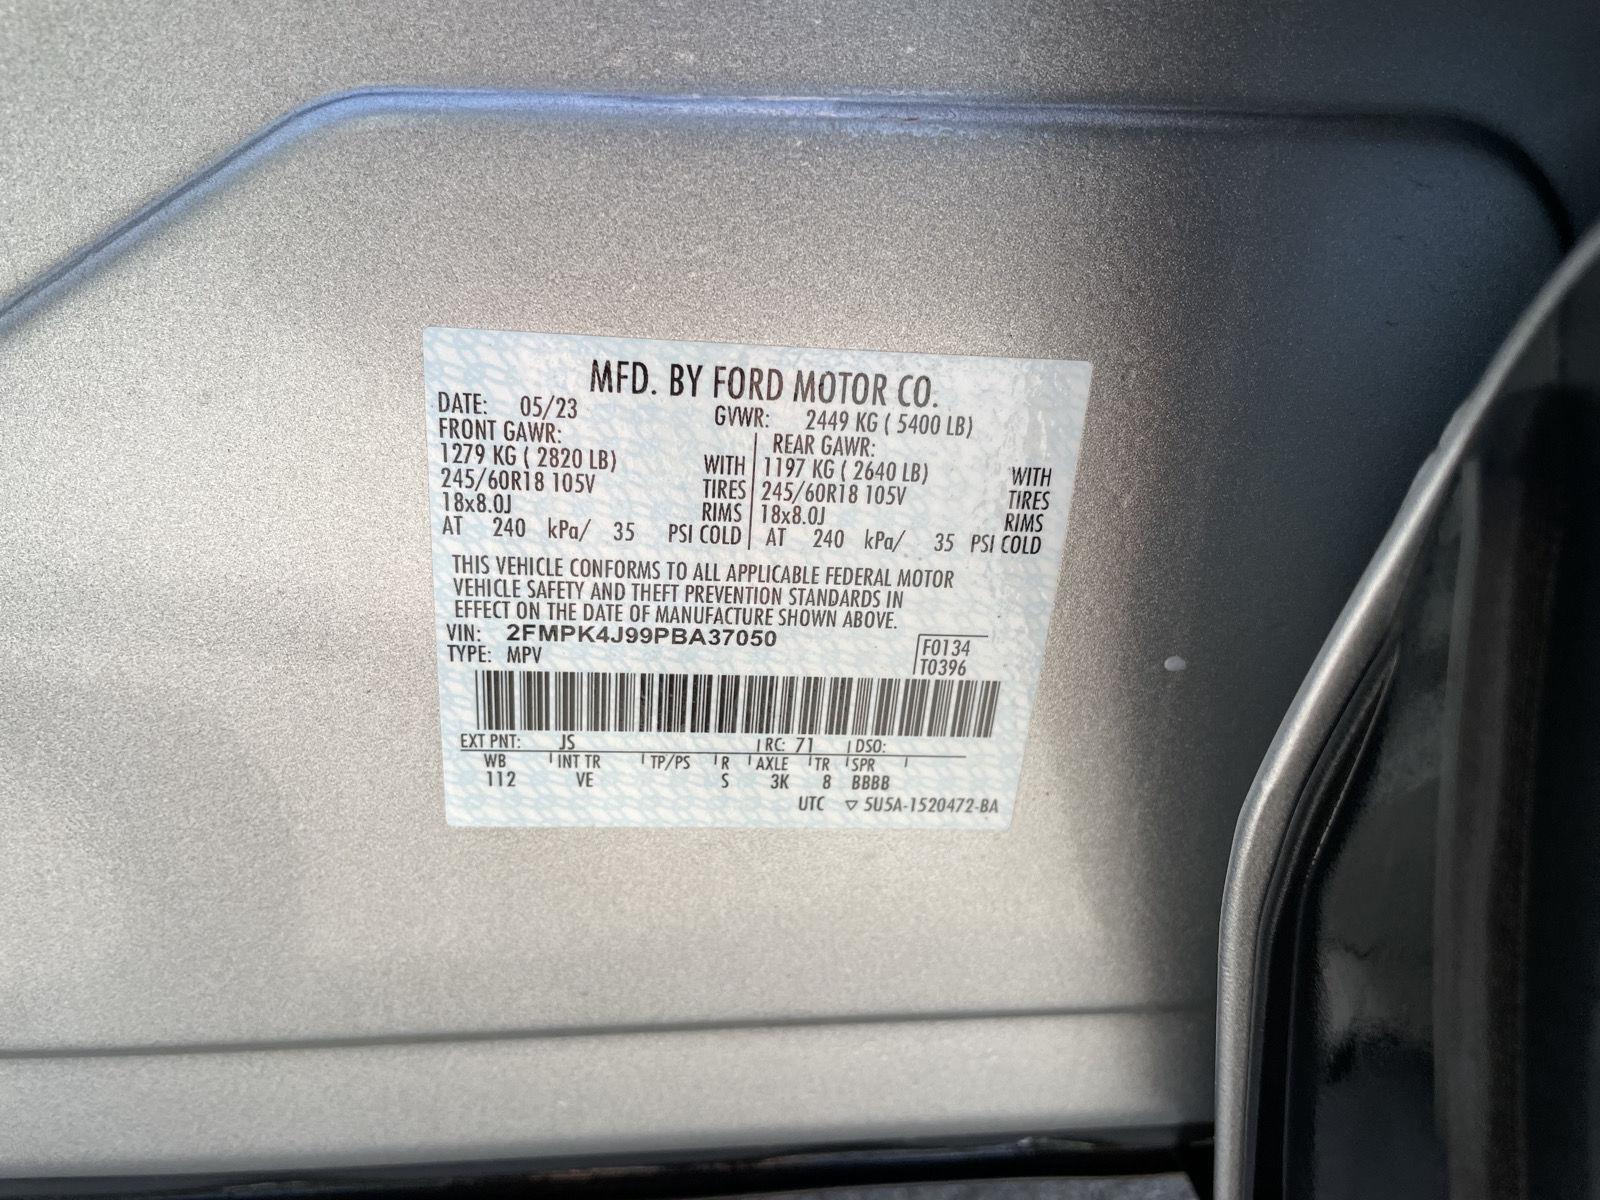 MFD. BY FORD MOTOR CO.
DATE: 05/23 GVWR: 2449 KG ( 5400 LB)
FRONT GAWR: REAR GAWR:
1279 KG ( 2820 LB) WITH 1197 KG ( 2640 LB) WITH
245/60R18 105V TIRES 245/60R18 105V TIRES
18x8.0J RIMS 18x8.0J RIMS
AT 240 kPa/ 35 PSI COLD AT 240 kPa/ 35 PSI COLD
THIS VEHICLE CONFORMS TO ALL APPLICABLE FEDERAL MOTOR
VEHICLE SAFETY AND THEFT PREVENTION STANDARDS IN
EFFECT ON THE DATE OF MANUFACTURE SHOWN ABOVE.
VIN: 2FMPK4J99PBA37050 F0134
TYPE: MPV T0396
EXT PNT: JS RC: 71 DSO:
WB INT TR TP/PS R AXLE TR SPR
112 VE S 3K 8 BBBB
UTC ▽ 5U5A-1520472-BA